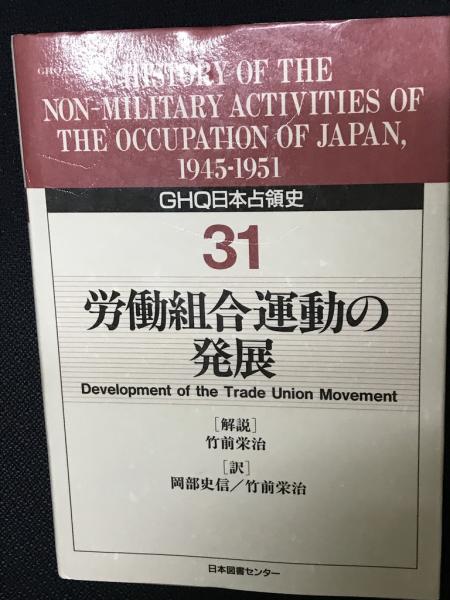 HISTORY OF THE
NON-MILITARY ACTIVITIES OF
THE OCCUPATION OF JAPAN,
1945-1951
GHQ日本占領史
31
労働組合運動の
発展
Development of the Trade Union Movement
［解説］
竹前栄治
［訳］
岡部史信／竹前栄治
日本図書センター